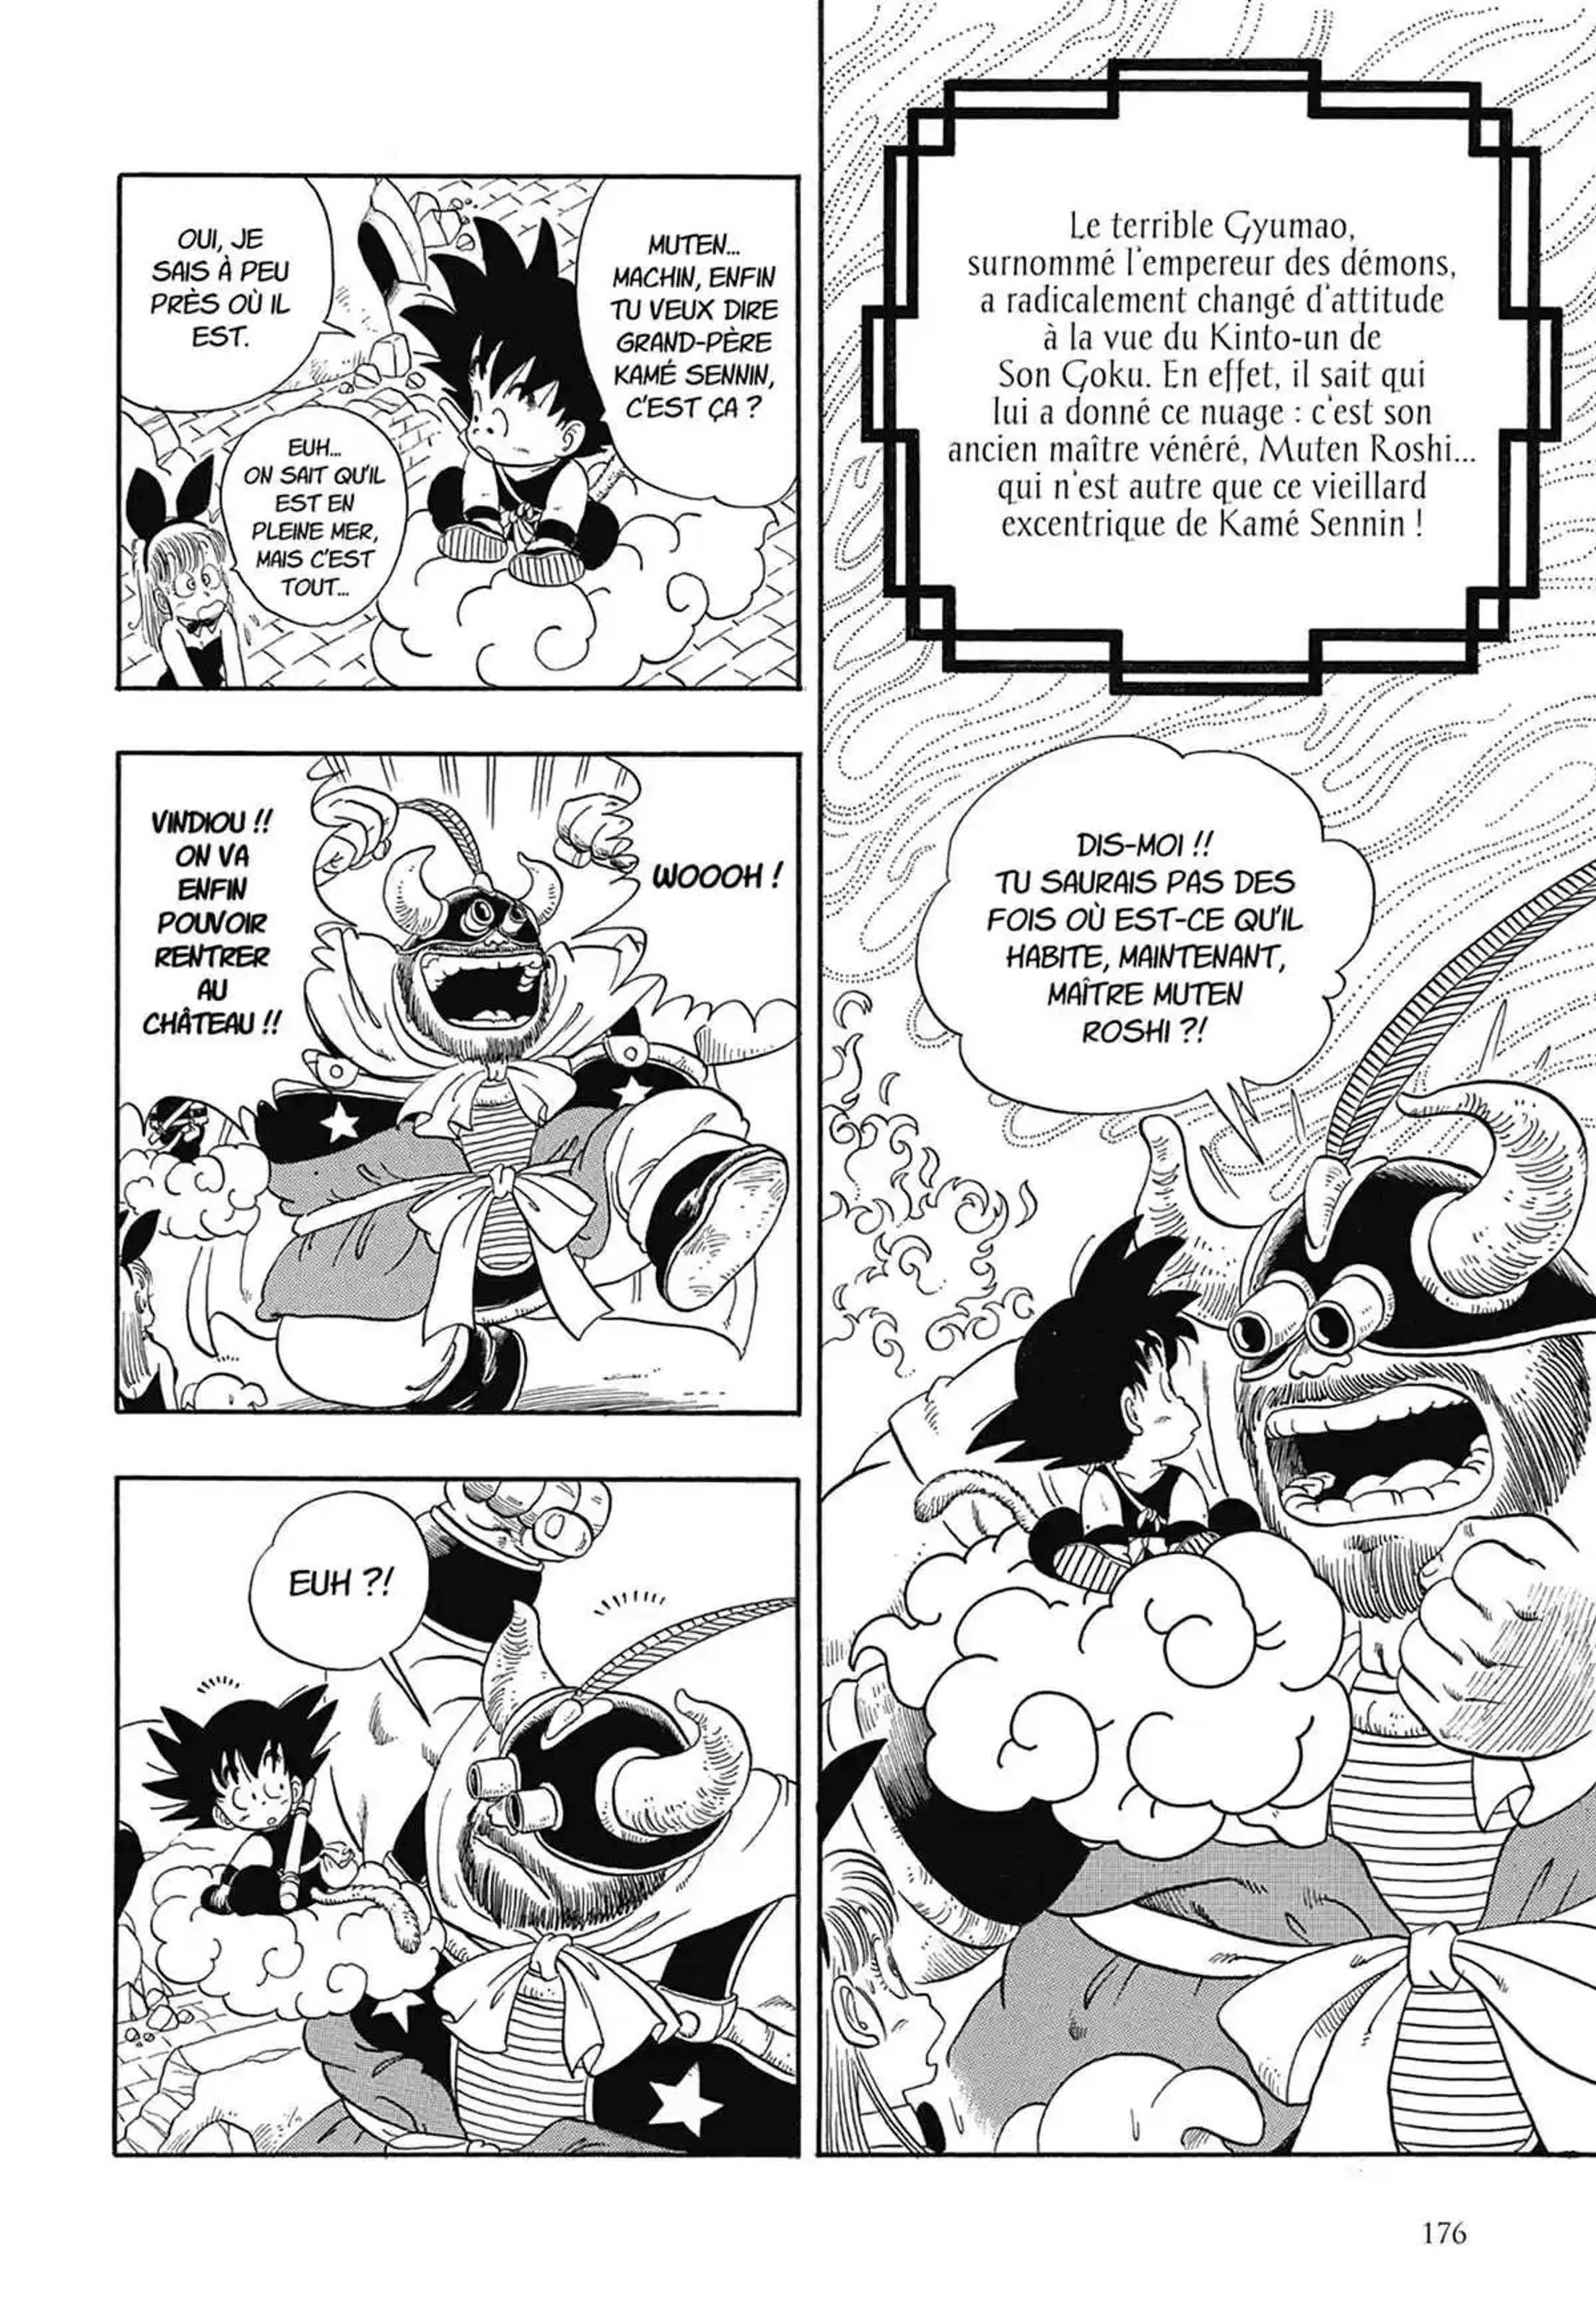 Le terrible Gyumao,
surnommé l'empereur des démons,
a radicalement changé d'attitude
à la vue du Kinto-un de
Son Goku. En effet, il sait qui
lui a donné ce nuage : c'est son
ancien maître vénéré, Muten Roshi...
qui n'est autre que ce vieillard
excentrique de Kamé Sennin !
DIS-MOI !!
TU SAURAIS PAS DES
FOIS OÙ EST-CE QU'IL
HABITE, MAINTENANT,
MAÎTRE MUTEN
ROSHI ?!
MUTEN...
MACHIN, ENFIN
TU VEUX DIRE
GRAND-PÈRE
KAMÉ SENNIN,
C'EST ÇA ?
OUI, JE
SAIS À PEU
PRÈS OÙ IL
EST.
EUH...
ON SAIT QU'IL
EST EN
PLEINE MER,
MAIS C'EST
TOUT...
WOOOH !
VINDIOU !!
ON VA
ENFIN
POUVOIR
RENTRER
AU
CHÂTEAU !!
EUH ?!
176